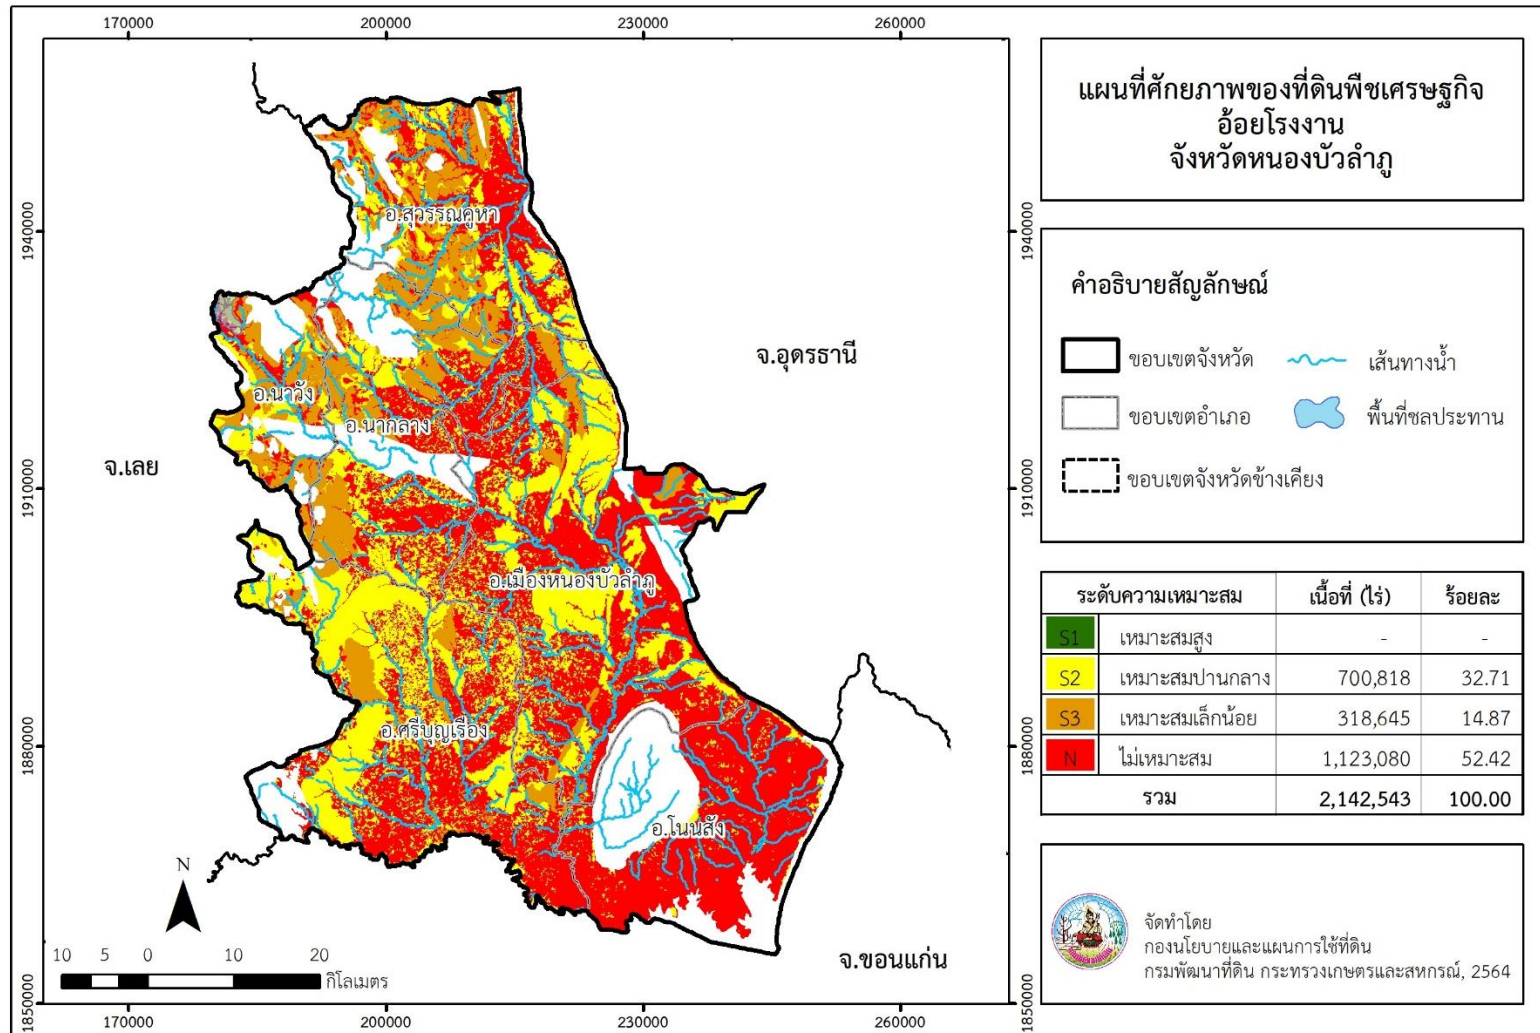 170000
200000
230000
260000
1940000
1910000
1880000
1850000
1940000
1910000
1880000
1850000
170000
200000
230000
260000
อ.สุวรรณคูหา
อ.นาวัง
อ.นากลาง
อ.เมืองหนองบัวลำภู
อ.ศรีบุญเรือง
อ.โนนสัง
จ.อุดรธานี
จ.เลย
จ.ขอนแก่น
N
10 5 0 10 20
กิโลเมตร
แผนที่ศักยภาพของที่ดินพืชเศรษฐกิจ
อ้อยโรงงาน
จังหวัดหนองบัวลำภู
คำอธิบายสัญลักษณ์
ขอบเขตจังหวัด เส้นทางน้ำ
ขอบเขตอำเภอ พื้นที่ชลประทาน
ขอบเขตจังหวัดข้างเคียง
ระดับความเหมาะสม เนื้อที่ (ไร่) ร้อยละ
S1 เหมาะสมสูง - -
S2 เหมาะสมปานกลาง 700,818 32.71
S3 เหมาะสมเล็กน้อย 318,645 14.87
N ไม่เหมาะสม 1,123,080 52.42
รวม 2,142,543 100.00
จัดทำโดย
กองนโยบายและแผนการใช้ที่ดิน
กรมพัฒนาที่ดิน กระทรวงเกษตรและสหกรณ์, 2564